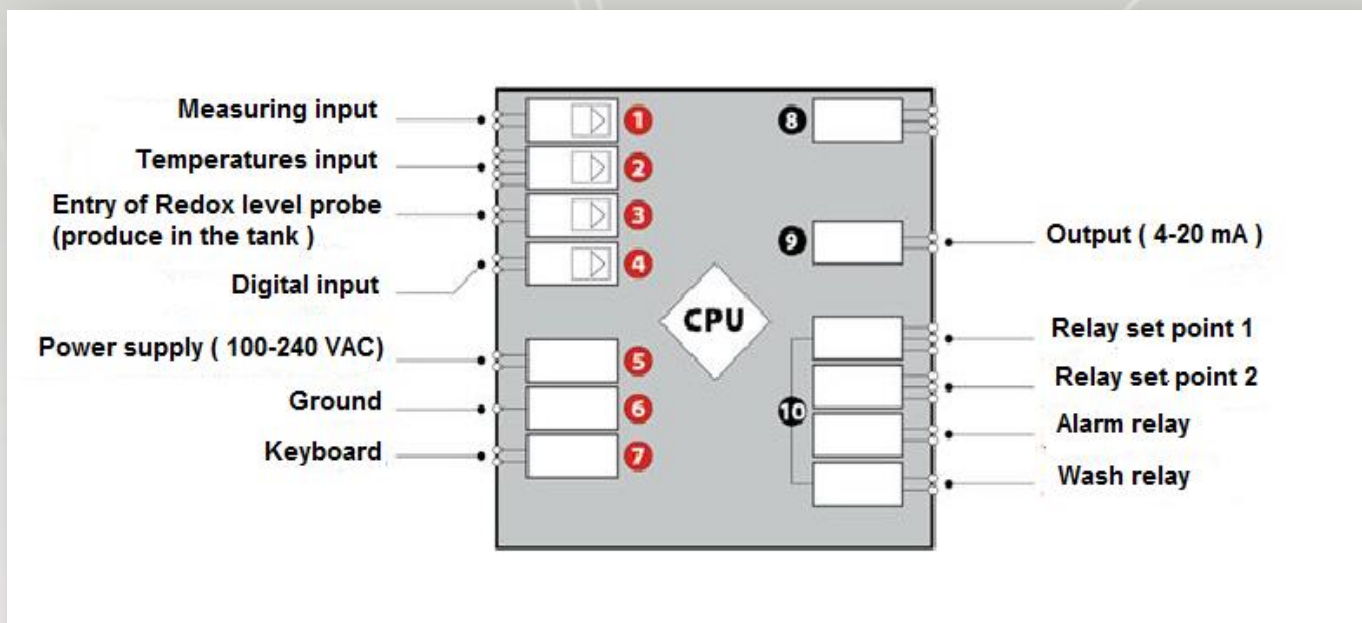 Measuring input
1
Temperatures input
2
Entry of Redox level probe
(produce in the tank )
3
Digital input
4
Power supply ( 100-240 VAC)
5
Ground
6
Keyboard
7
CPU
8
9
Output ( 4-20 mA )
10
Relay set point 1
Relay set point 2
Alarm relay
Wash relay